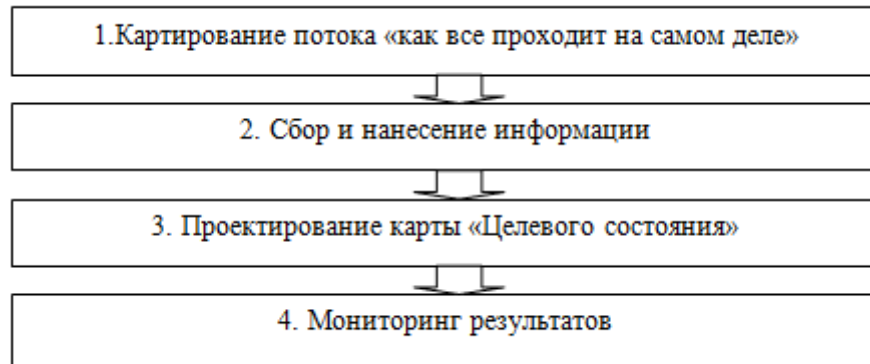 1.Картирование потока «как все проходит на самом деле»
2. Сбор и нанесение информации
3. Проектирование карты «Целевого состояния»
4. Мониторинг результатов